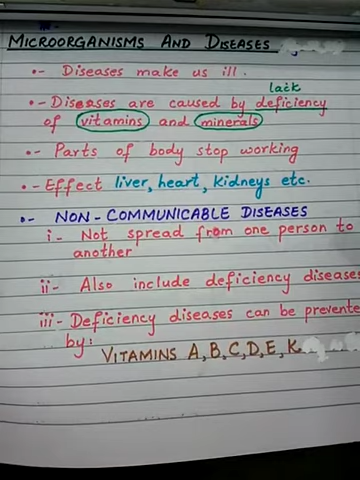 MICROORGANISMS AND DISEASES
•- Diseases make us ill.
lack
•- Diseases are caused by deficiency
of vitamins and minerals
•- Parts of body stop working
•- Effect liver, heart, kidneys etc.
•- NON-COMMUNICABLE DISEASES
i- Not spread from one person to
another
ii- Also include deficiency diseases
iii- Deficiency diseases can be prevente
by:
VITAMINS A, B, C, D, E, K